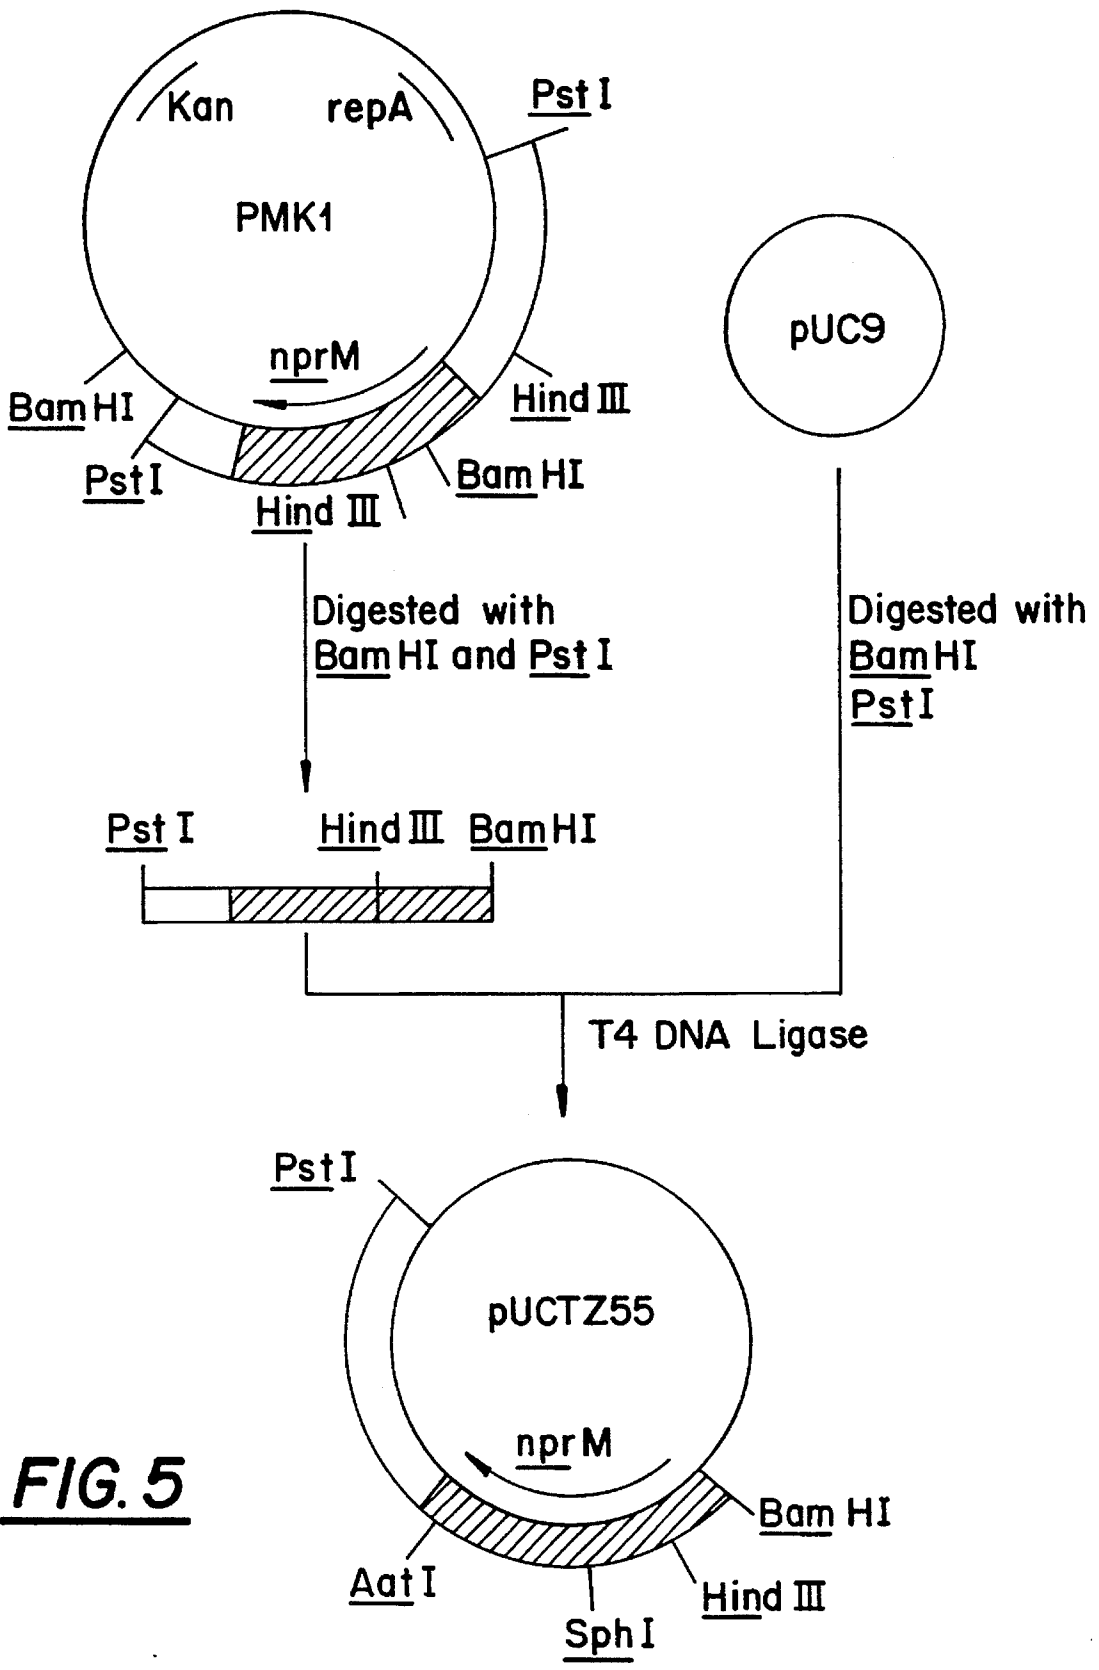 Kan
repA
Pst I
PMK1
pUC9
nprM
Bam HI
Hind III
Pst I
Bam HI
Hind III
Digested with
Bam HI and Pst I
Digested with
Bam HI
Pst I
Pst I
Hind III
Bam HI
T4 DNA Ligase
Pst I
pUCTZ55
nprM
FIG. 5
Bam HI
Aat I
Hind III
Sph I